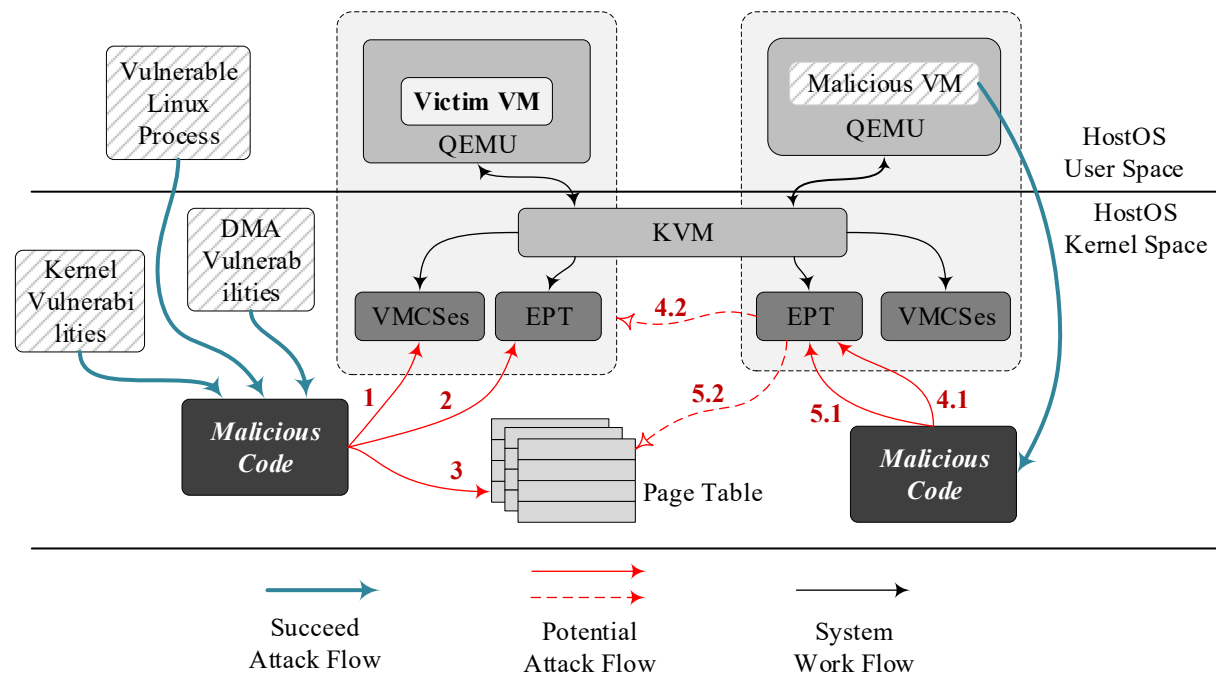 Vulnerable
Linux
Process
Victim VM
QEMU
Malicious VM
QEMU
HostOS
User Space
HostOS
Kernel Space
DMA
Vulnerab
ilities
Kernel
Vulnerabi
lities
KVM
VMCSes
EPT
4.2
EPT
VMCSes
1
2
3
5.2
5.1
4.1
Malicious
Code
Page Table
Malicious
Code
Succeed
Attack Flow
Potential
Attack Flow
System
Work Flow